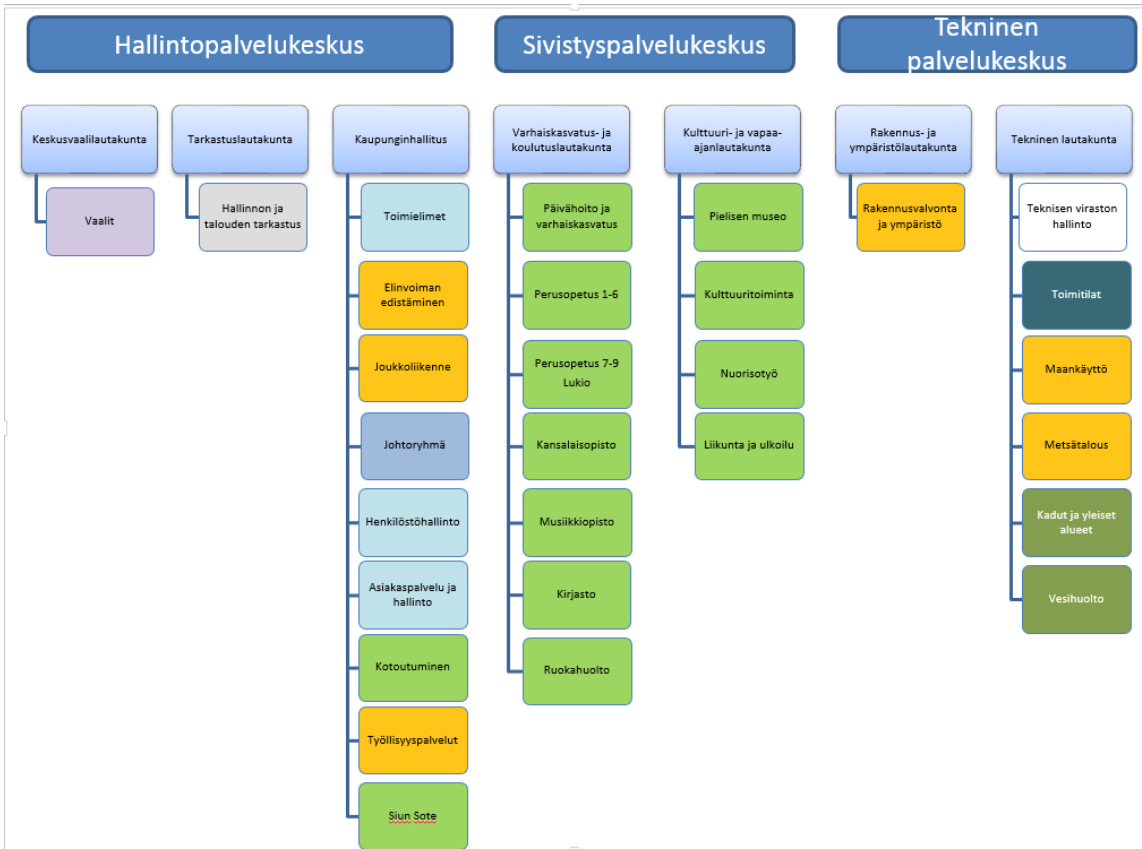 Hallintopalvelukeskus
Sivistyspalvelukeskus
Tekninen
palvelukeskus
Keskusvaalilautakunta
Vaalit
Tarkastuslautakunta
Hallinnon ja
talouden tarkastus
Kaupunginhallitus
Toimielimet
Elinvoiman
edistäminen
Joukkoliikenne
Johtoryhmä
Henkilöstöhallinto
Asiakaspalvelu ja
hallinto
Kotoutuminen
Työllisyyspalvelut
Siun Sote
Varhaiskasvatus- ja
koulutuslautakunta
Päivähoito ja
varhaiskasvatus
Perusopetus 1-6
Perusopetus 7-9
Lukio
Kansalaisopisto
Musiikkiopisto
Kirjasto
Ruokahuolto
Kulttuuri- ja vapaa-
ajanlautakunta
Pielisen museo
Kulttuuritoiminta
Nuorisotyö
Liikunta ja ulkoilu
Rakennus- ja
ympäristölautakunta
Rakennusvalvonta
ja ympäristö
Tekninen lautakunta
Teknisen viraston
hallinto
Toimitilat
Maankäyttö
Metsätalous
Kadut ja yleiset
alueet
Vesihuolto